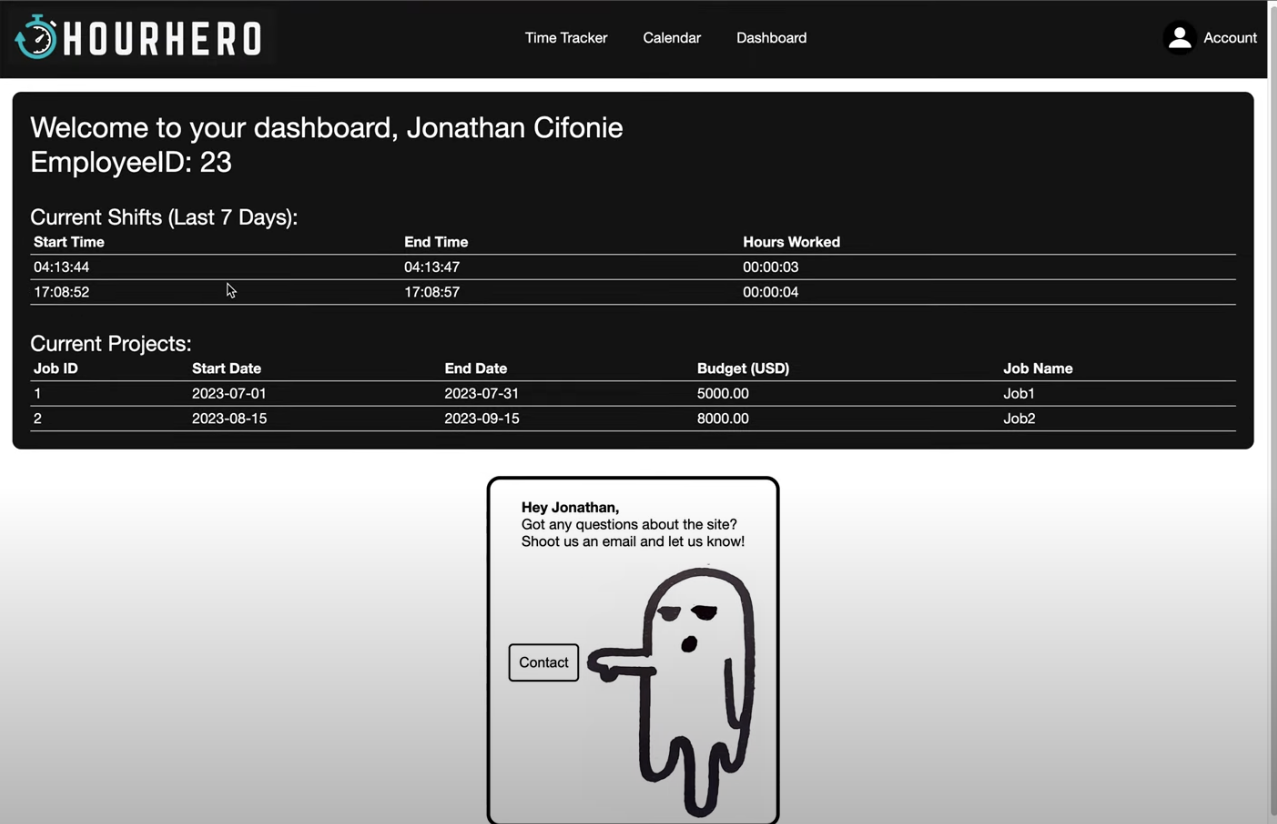 HOURHERO
Time Tracker Calendar Dashboard
Account
Welcome to your dashboard, Jonathan Cifonie
EmployeeID: 23
Current Shifts (Last 7 Days):
Start Time End Time Hours Worked
04:13:44 04:13:47 00:00:03
17:08:52 17:08:57 00:00:04
Current Projects:
Job ID Start Date End Date Budget (USD) Job Name
1 2023-07-01 2023-07-31 5000.00 Job1
2 2023-08-15 2023-09-15 8000.00 Job2
Hey Jonathan,
Got any questions about the site?
Shoot us an email and let us know!
Contact